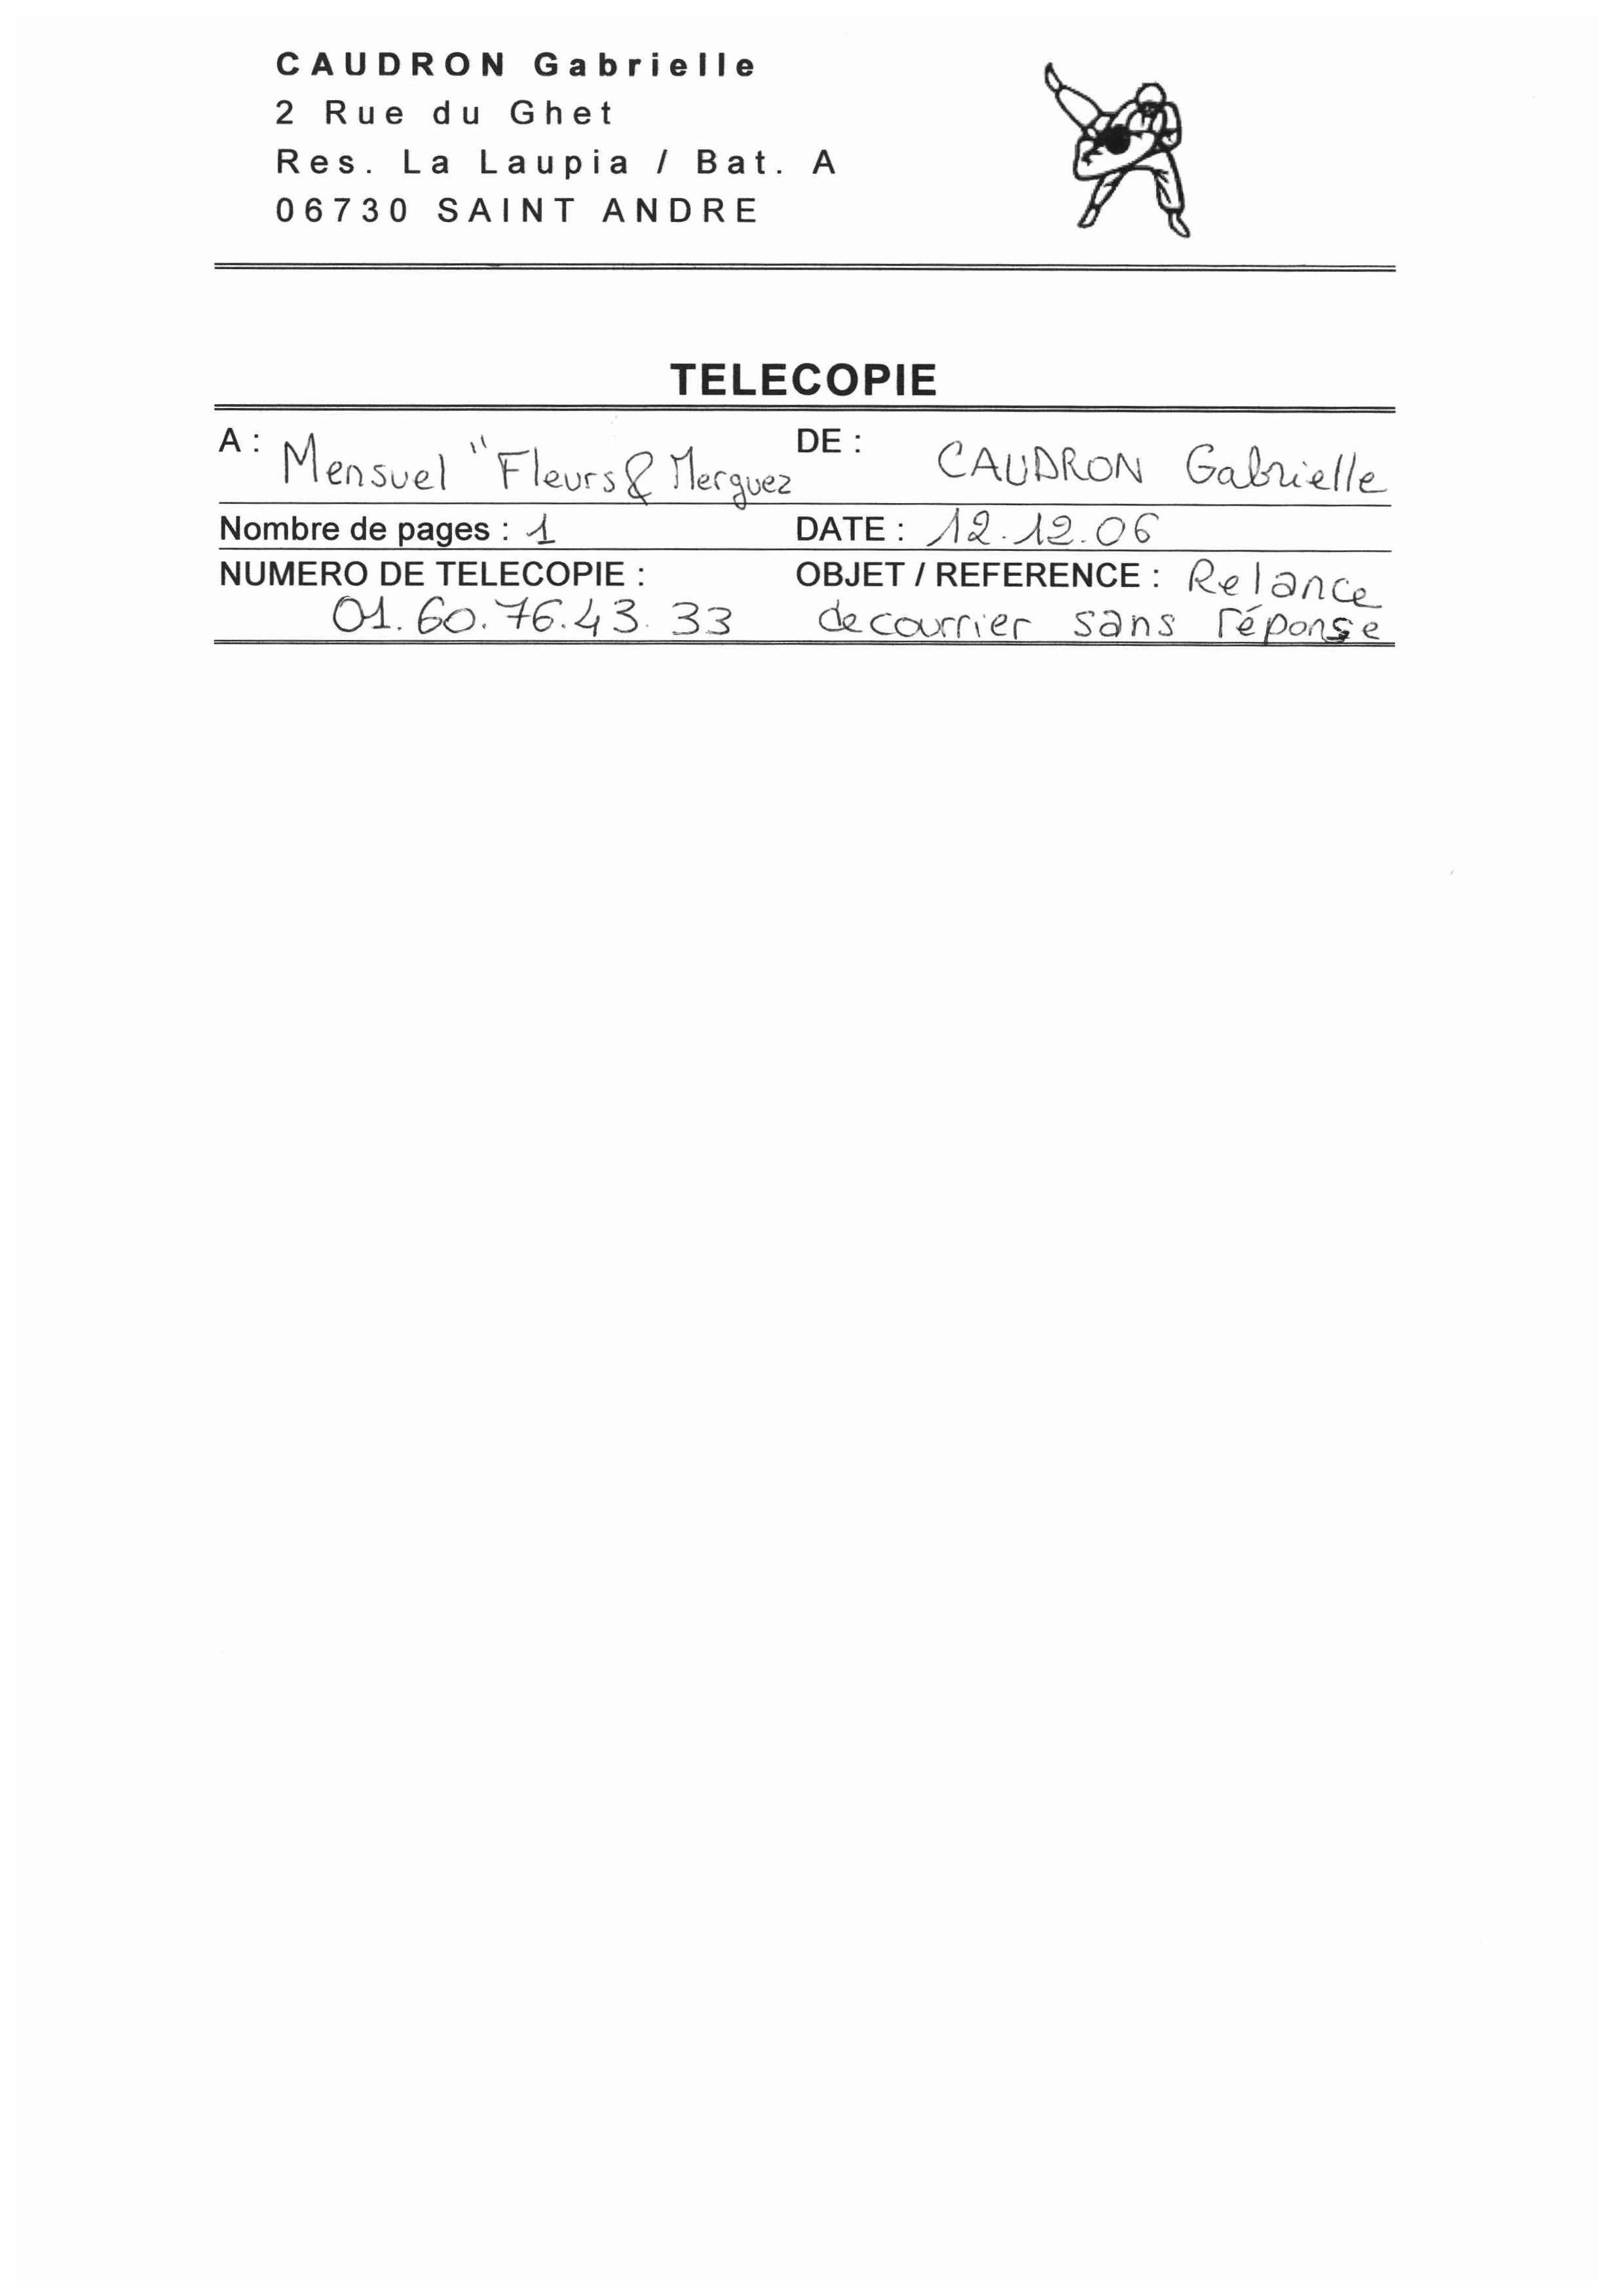 CAUDRON Gabrielle
2 Rue du Ghet
Res. La Laupia / Bat. A
06730 SAINT ANDRE
TELECOPIE
A : Mensuel "Fleurs & Merguez
DE : CAUDRON Gabrielle
Nombre de pages : 1
DATE : 12.12.06
NUMERO DE TELECOPIE :
01.60.76.43.33
OBJET / REFERENCE : Relance
de courrier sans réponse